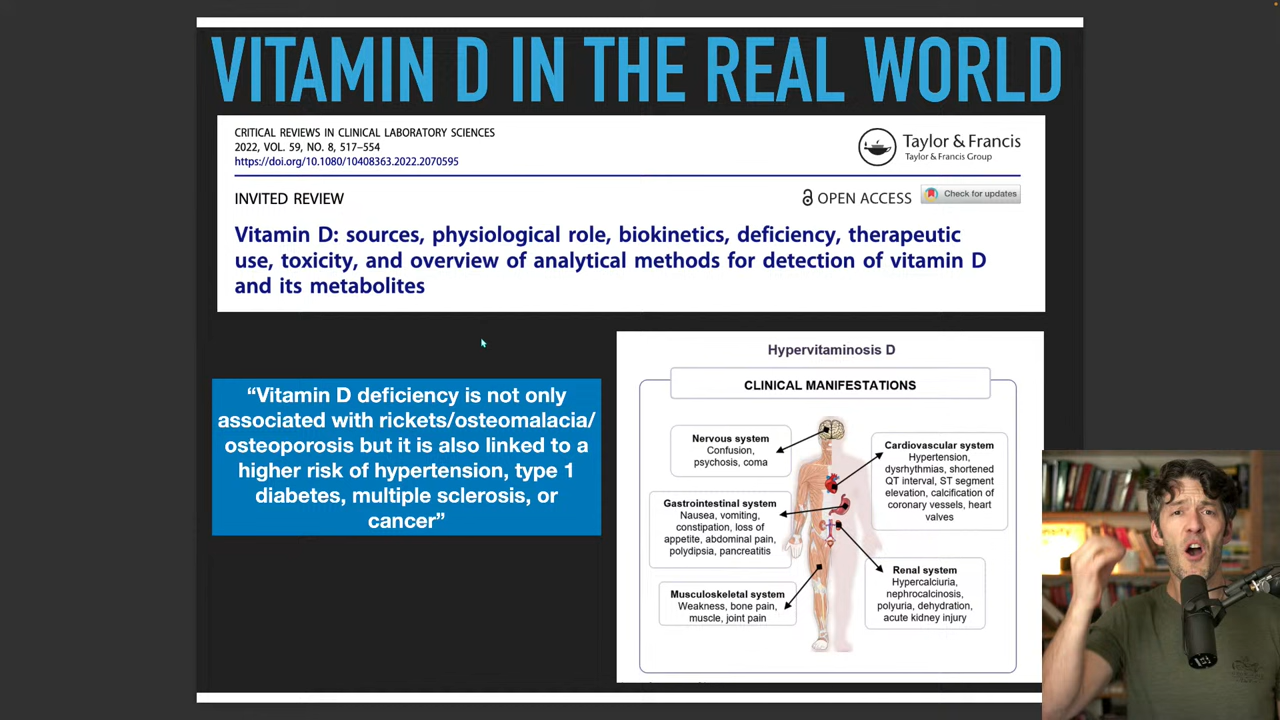 VITAMIN D IN THE REAL WORLD
CRITICAL REVIEWS IN CLINICAL LABORATORY SCIENCES
2022, VOL. 59, NO. 8, 517–554
https://doi.org/10.1080/10408363.2022.2070595
Taylor & Francis
Taylor & Francis Group
INVITED REVIEW
OPEN ACCESS
Check for updates
Vitamin D: sources, physiological role, biokinetics, deficiency, therapeutic
use, toxicity, and overview of analytical methods for detection of vitamin D
and its metabolites
“Vitamin D deficiency is not only
associated with rickets/osteomalacia/
osteoporosis but it is also linked to a
higher risk of hypertension, type 1
diabetes, multiple sclerosis, or
cancer”
Hypervitaminosis D
CLINICAL MANIFESTATIONS
Nervous system
Confusion,
psychosis, coma
Gastrointestinal system
Nausea, vomiting,
constipation, loss of
appetite, abdominal pain,
polydipsia, pancreatitis
Musculoskeletal system
Weakness, bone pain,
muscle, joint pain
Cardiovascular system
Hypertension,
dysrhythmias, shortened
QT interval, ST segment
elevation, calcification of
coronary vessels, heart
valves
Renal system
Hypercalciuria,
nephrocalcinosis,
polyuria, dehydration,
acute kidney injury